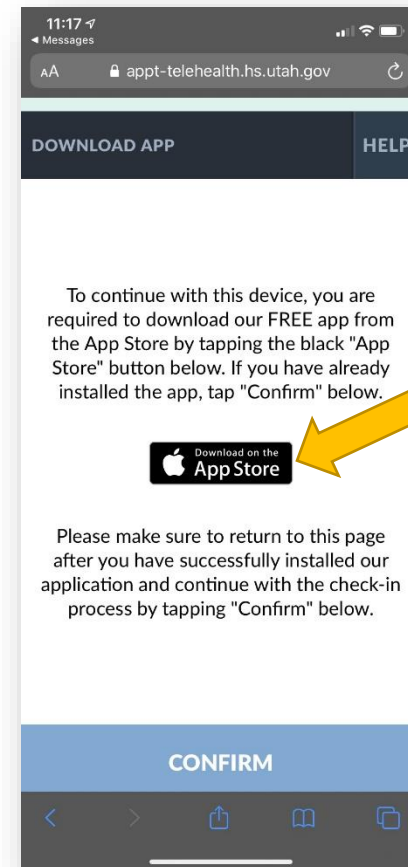 11:17
◀ Messages
AA appt-telehealth.hs.utah.gov
DOWNLOAD APP
HELP
To continue with this device, you are
required to download our FREE app from
the App Store by tapping the black "App
Store" button below. If you have already
installed the app, tap "Confirm" below.
Download on the
App Store
Please make sure to return to this page
after you have successfully installed our
application and continue with the check-in
process by tapping "Confirm" below.
CONFIRM